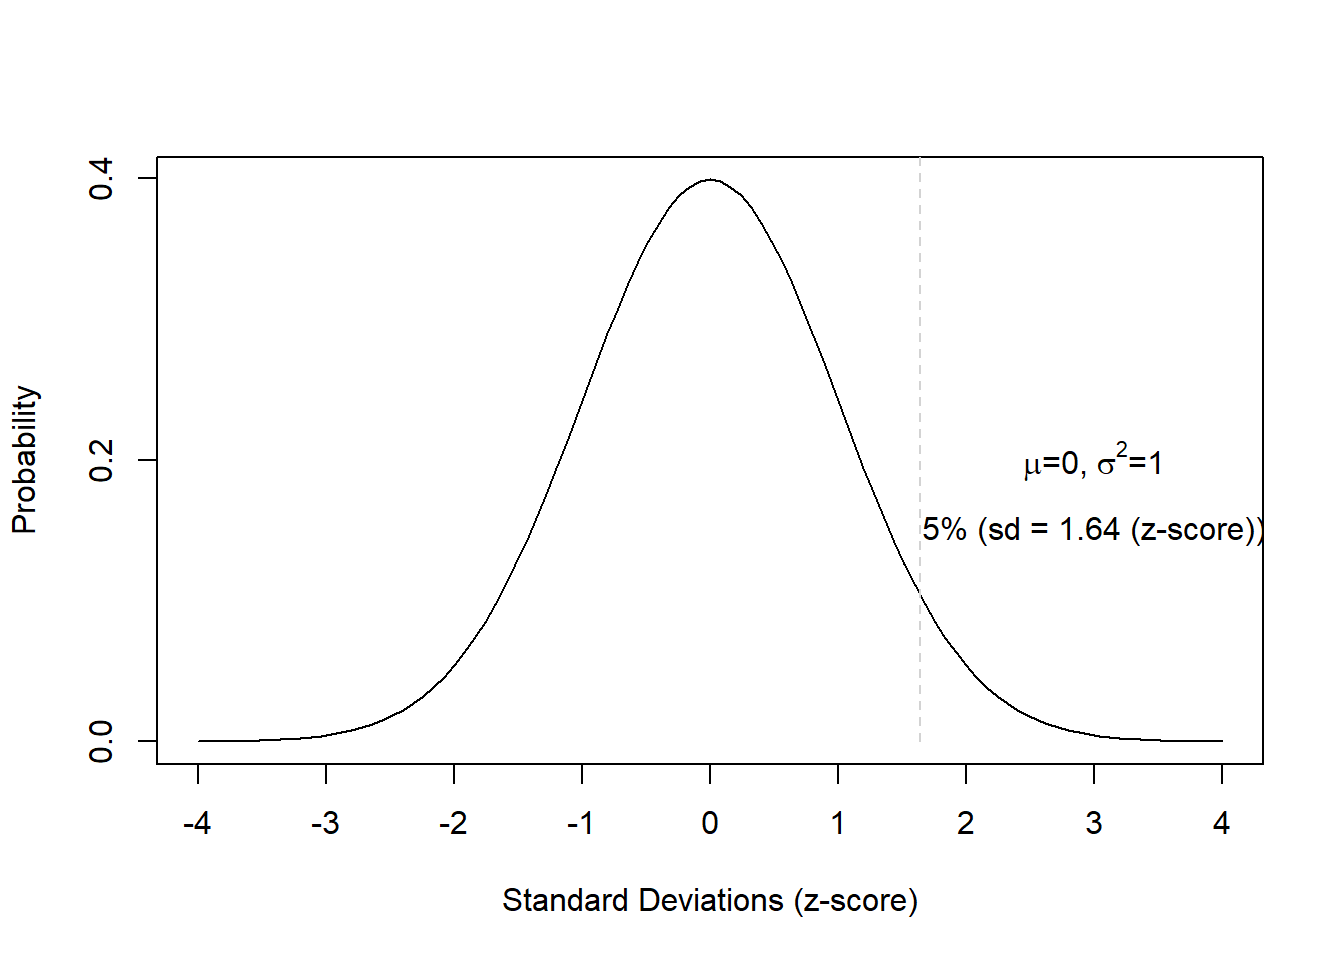 0.4
0.2
0.0
Probability
μ=0, σ²=1
5% (sd = 1.64 (z-score))
-4 -3 -2 -1 0 1 2 3 4
Standard Deviations (z-score)